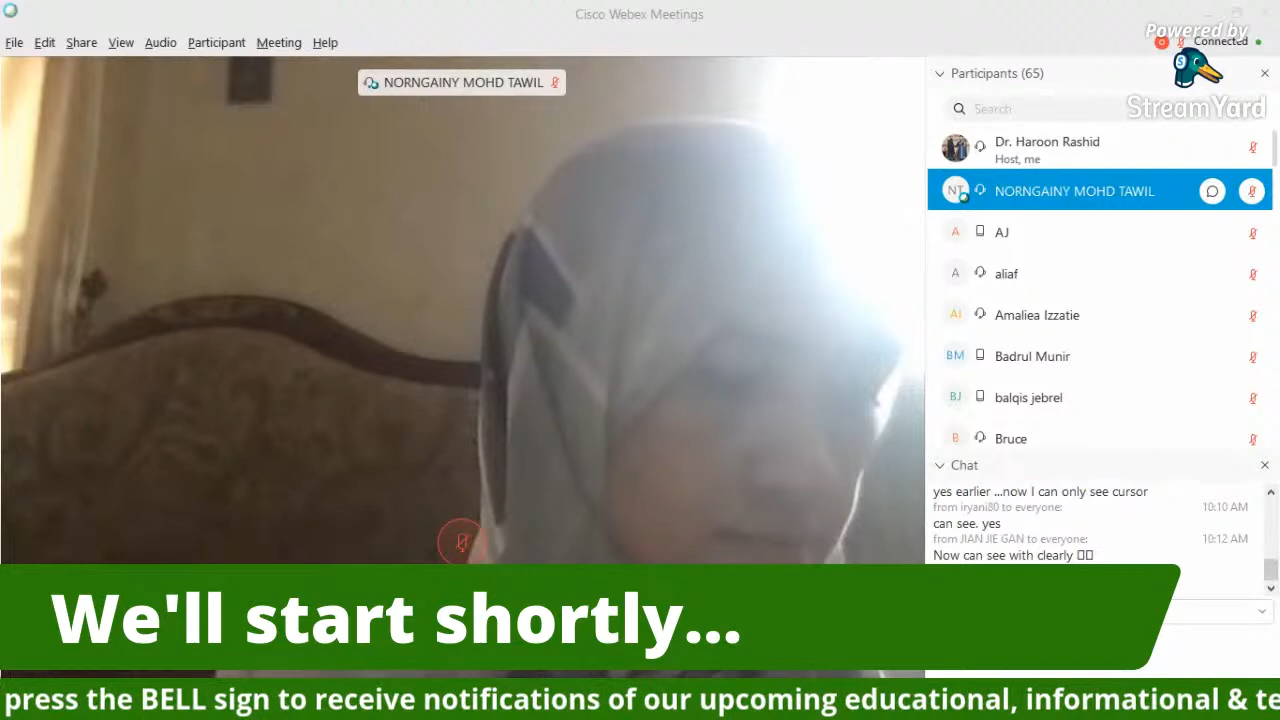 Cisco Webex Meetings
File Edit Share View Audio Participant Meeting Help
Powered by
Connected
StreamYard
NORNGAINY MOHD TAWIL
Participants (65)
Search
Dr. Haroon Rashid
Host, me
NT NORNGAINY MOHD TAWIL
A AJ
A aliaf
AI Amaliea Izzatie
BM Badrul Munir
BJ balqis jebrel
B Bruce
Chat
yes earlier ...now I can only see cursor
from iryani80 to everyone: 10:10 AM
can see. yes
from JIAN JIE GAN to everyone: 10:12 AM
Now can see with clearly
We'll start shortly...
press the BELL sign to receive notifications of our upcoming educational, informational & te